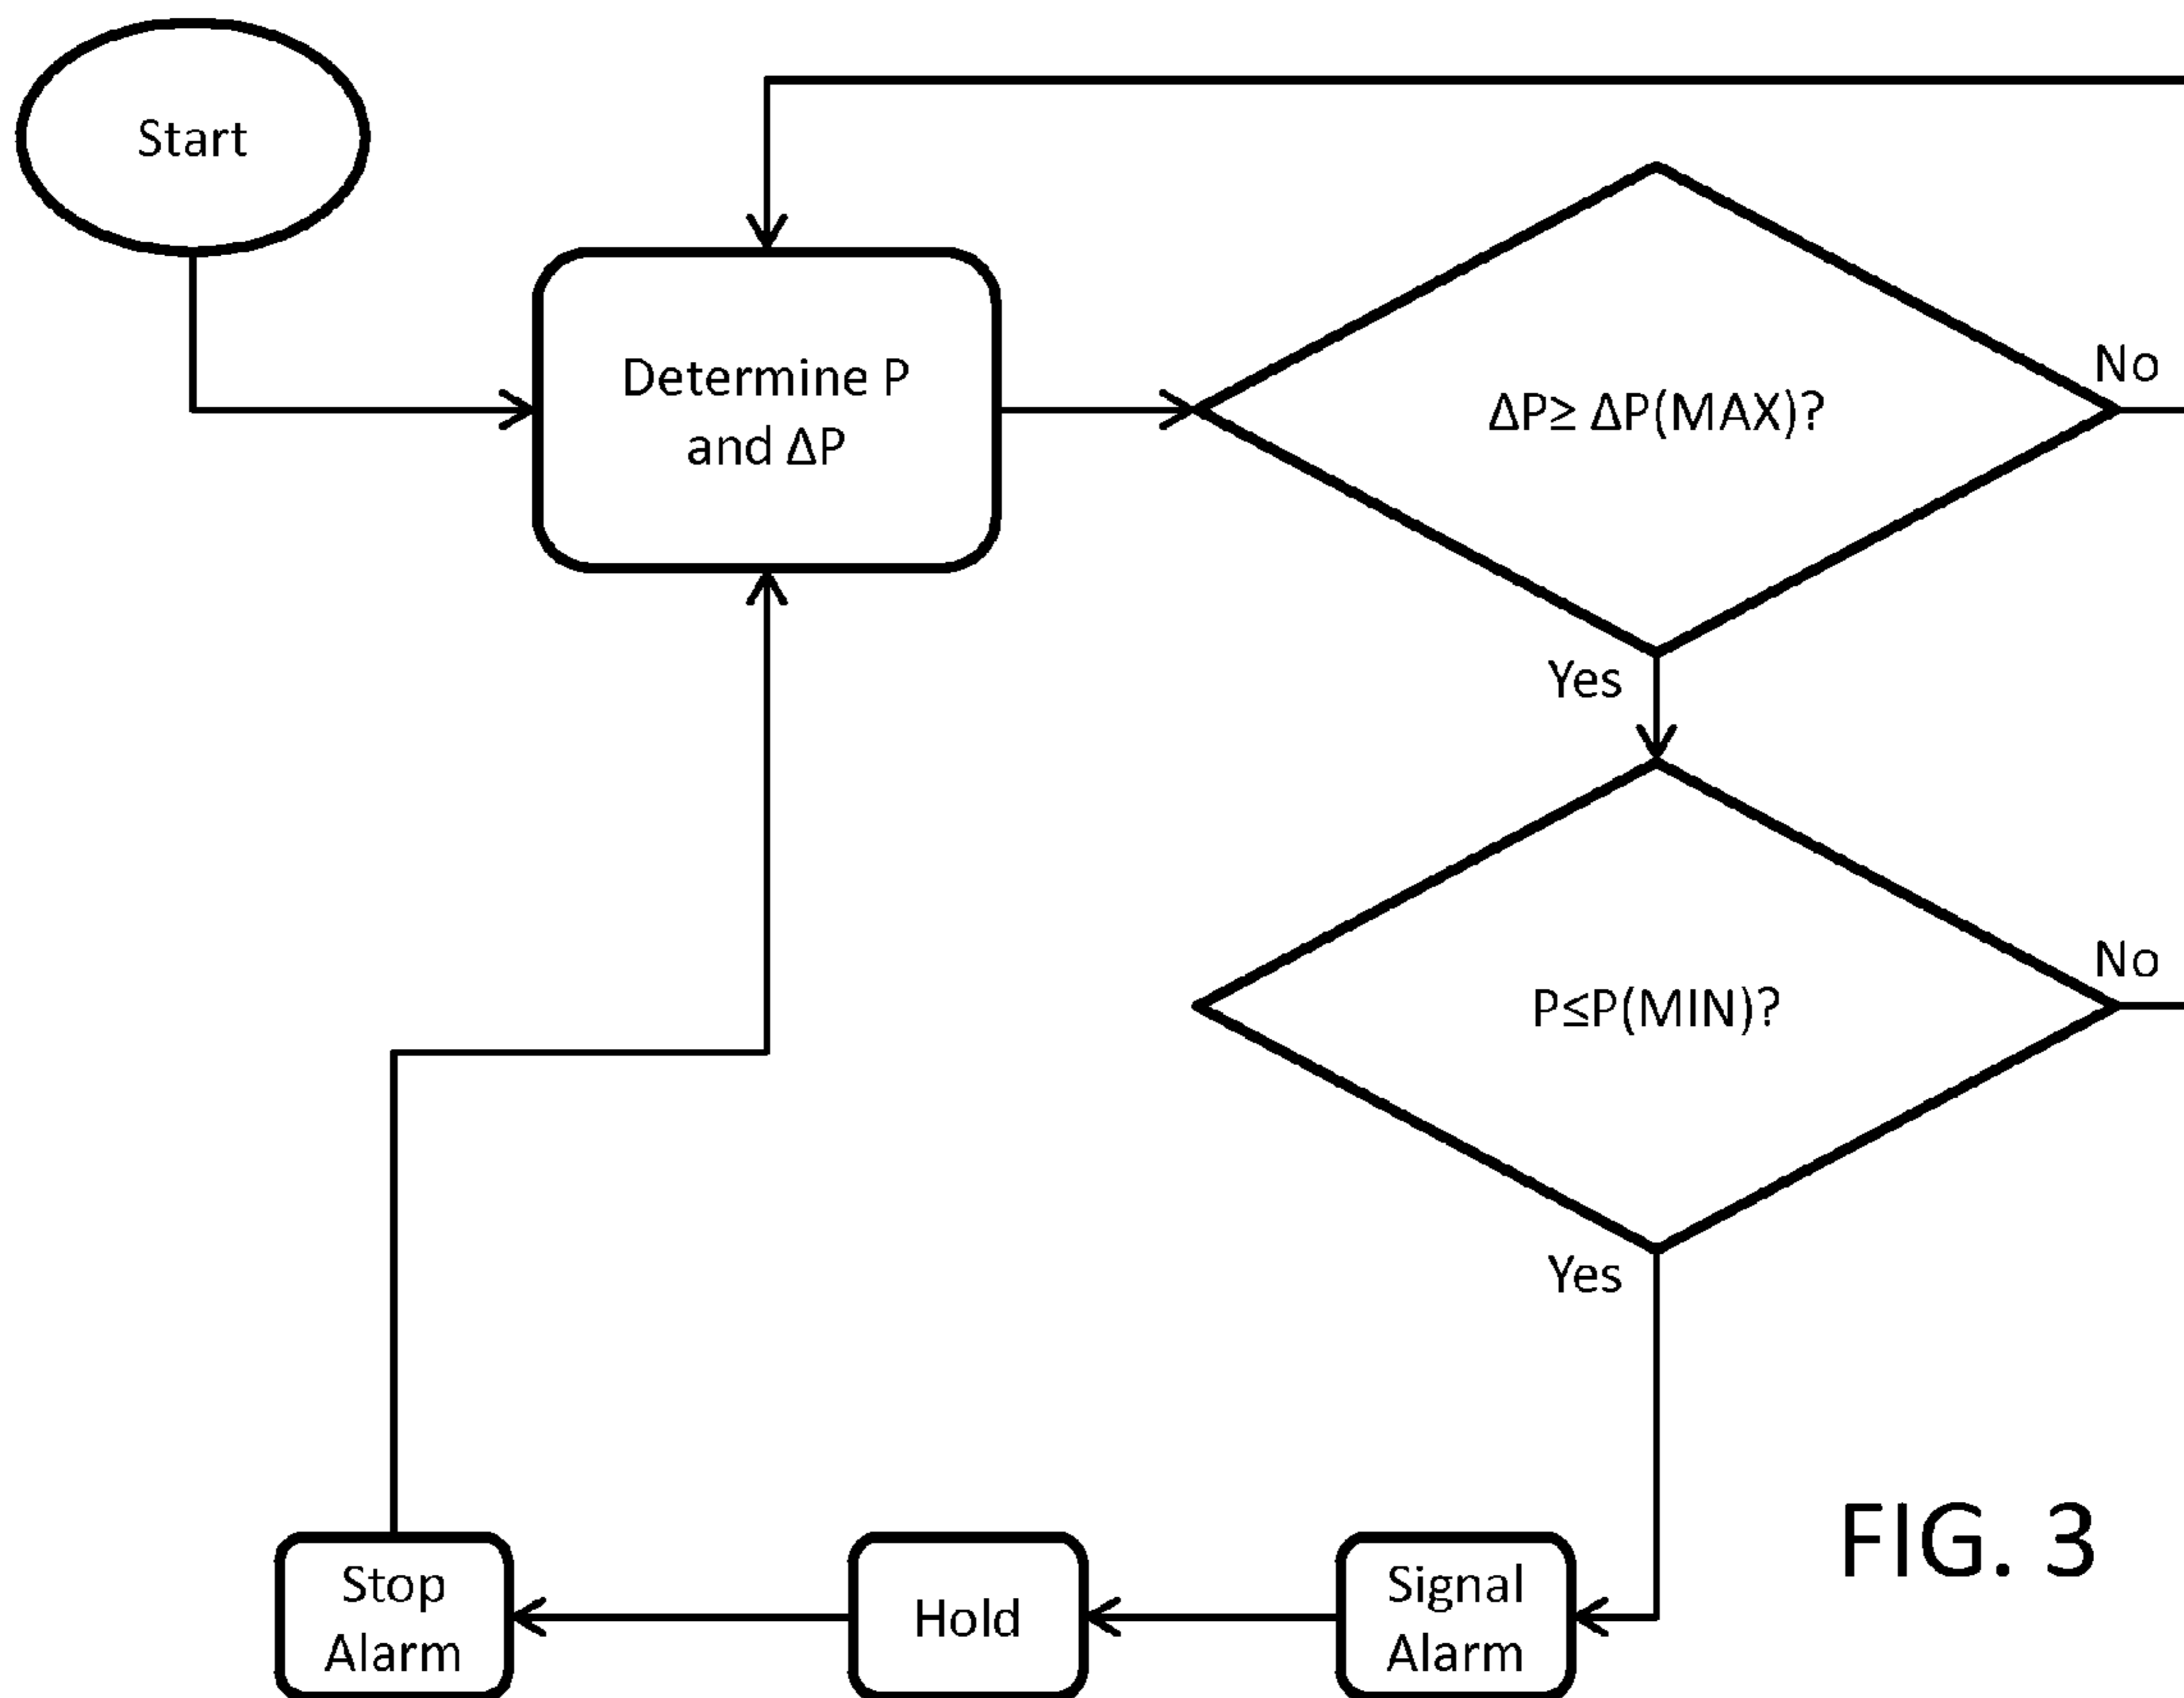 Start
Determine P
and ΔP
ΔP≥ ΔP(MAX)?
No
Yes
P≤P(MIN)?
No
Yes
Signal
Alarm
Hold
Stop
Alarm
FIG. 3